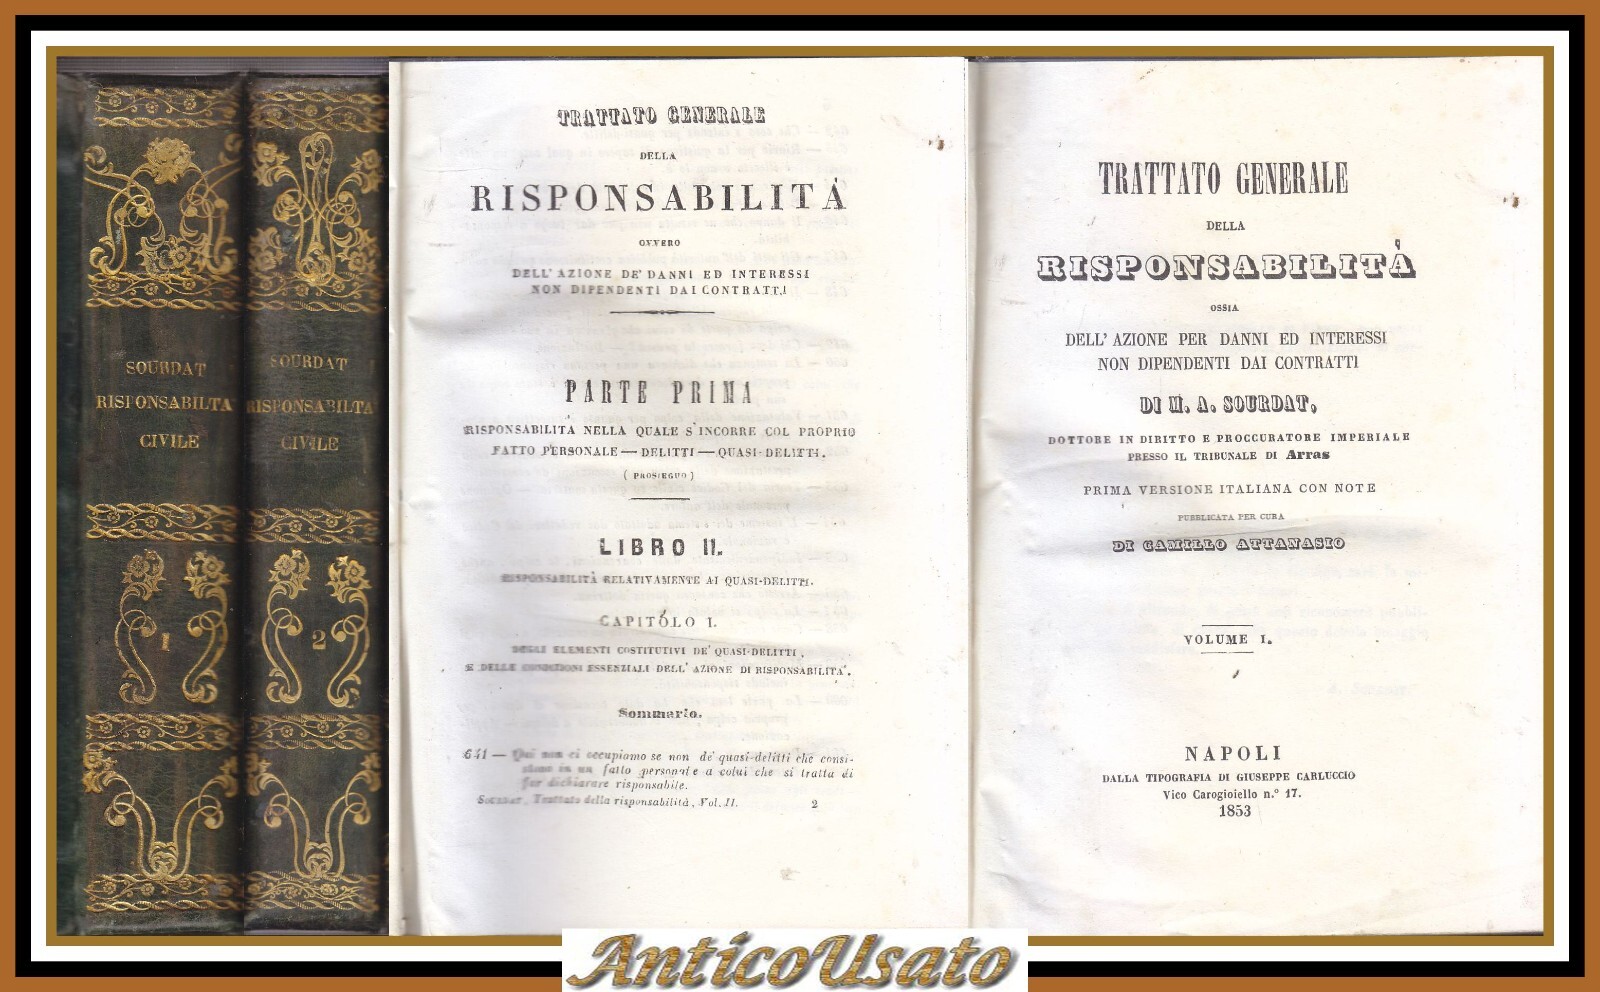 SOURDAT
RISPONSABILTA
CIVILE
1
SOURDAT
RISPONSABILTA
CIVILE
2
TRATTATO GENERALE
DELLA
RISPONSABILITÀ
OVVERO
DELL' AZIONE DE' DANNI ED INTERESSI
NON DIPENDENTI DAI CONTRATTI
PARTE PRIMA
RISPONSABILITÀ NELLA QUALE S'INCORRE COL PROPRIO
FATTO PERSONALE — DELITTI — QUASI-DELITTI.
( PROSIEGUO )
LIBRO II.
RESPONSABILITÀ RELATIVAMENTE AI QUASI-DELITTI.
CAPITOLO I.
DEGLI ELEMENTI COSTITUTIVI DE' QUASI-DELITTI,
E DELLE CONDIZIONI ESSENZIALI DELL' AZIONE DI RISPONSABILITA'.
Sommario.
641 — Qui non ci occupiamo se non de' quasi-delitti che consi-
stono in un fatto personale a colui che si tratta di
far dichiarare risponsabile.
SOURDAT, Trattato della risponsabilità, Vol. II. 2
TRATTATO GENERALE
DELLA
RISPONSABILITÀ
OSSIA
DELL' AZIONE PER DANNI ED INTERESSI
NON DIPENDENTI DAI CONTRATTI
DI M. A. SOURDAT,
DOTTORE IN DIRITTO E PROCCURATORE IMPERIALE
PRESSO IL TRIBUNALE DI Arras
PRIMA VERSIONE ITALIANA CON NOTE
PUBBLICATA PER CURA
DI CAMILLO ATTANASIO
VOLUME I.
NAPOLI
DALLA TIPOGRAFIA DI GIUSEPPE CARLUCCIO
Vico Carogioiello n.° 17.
1853
AnticoUsato